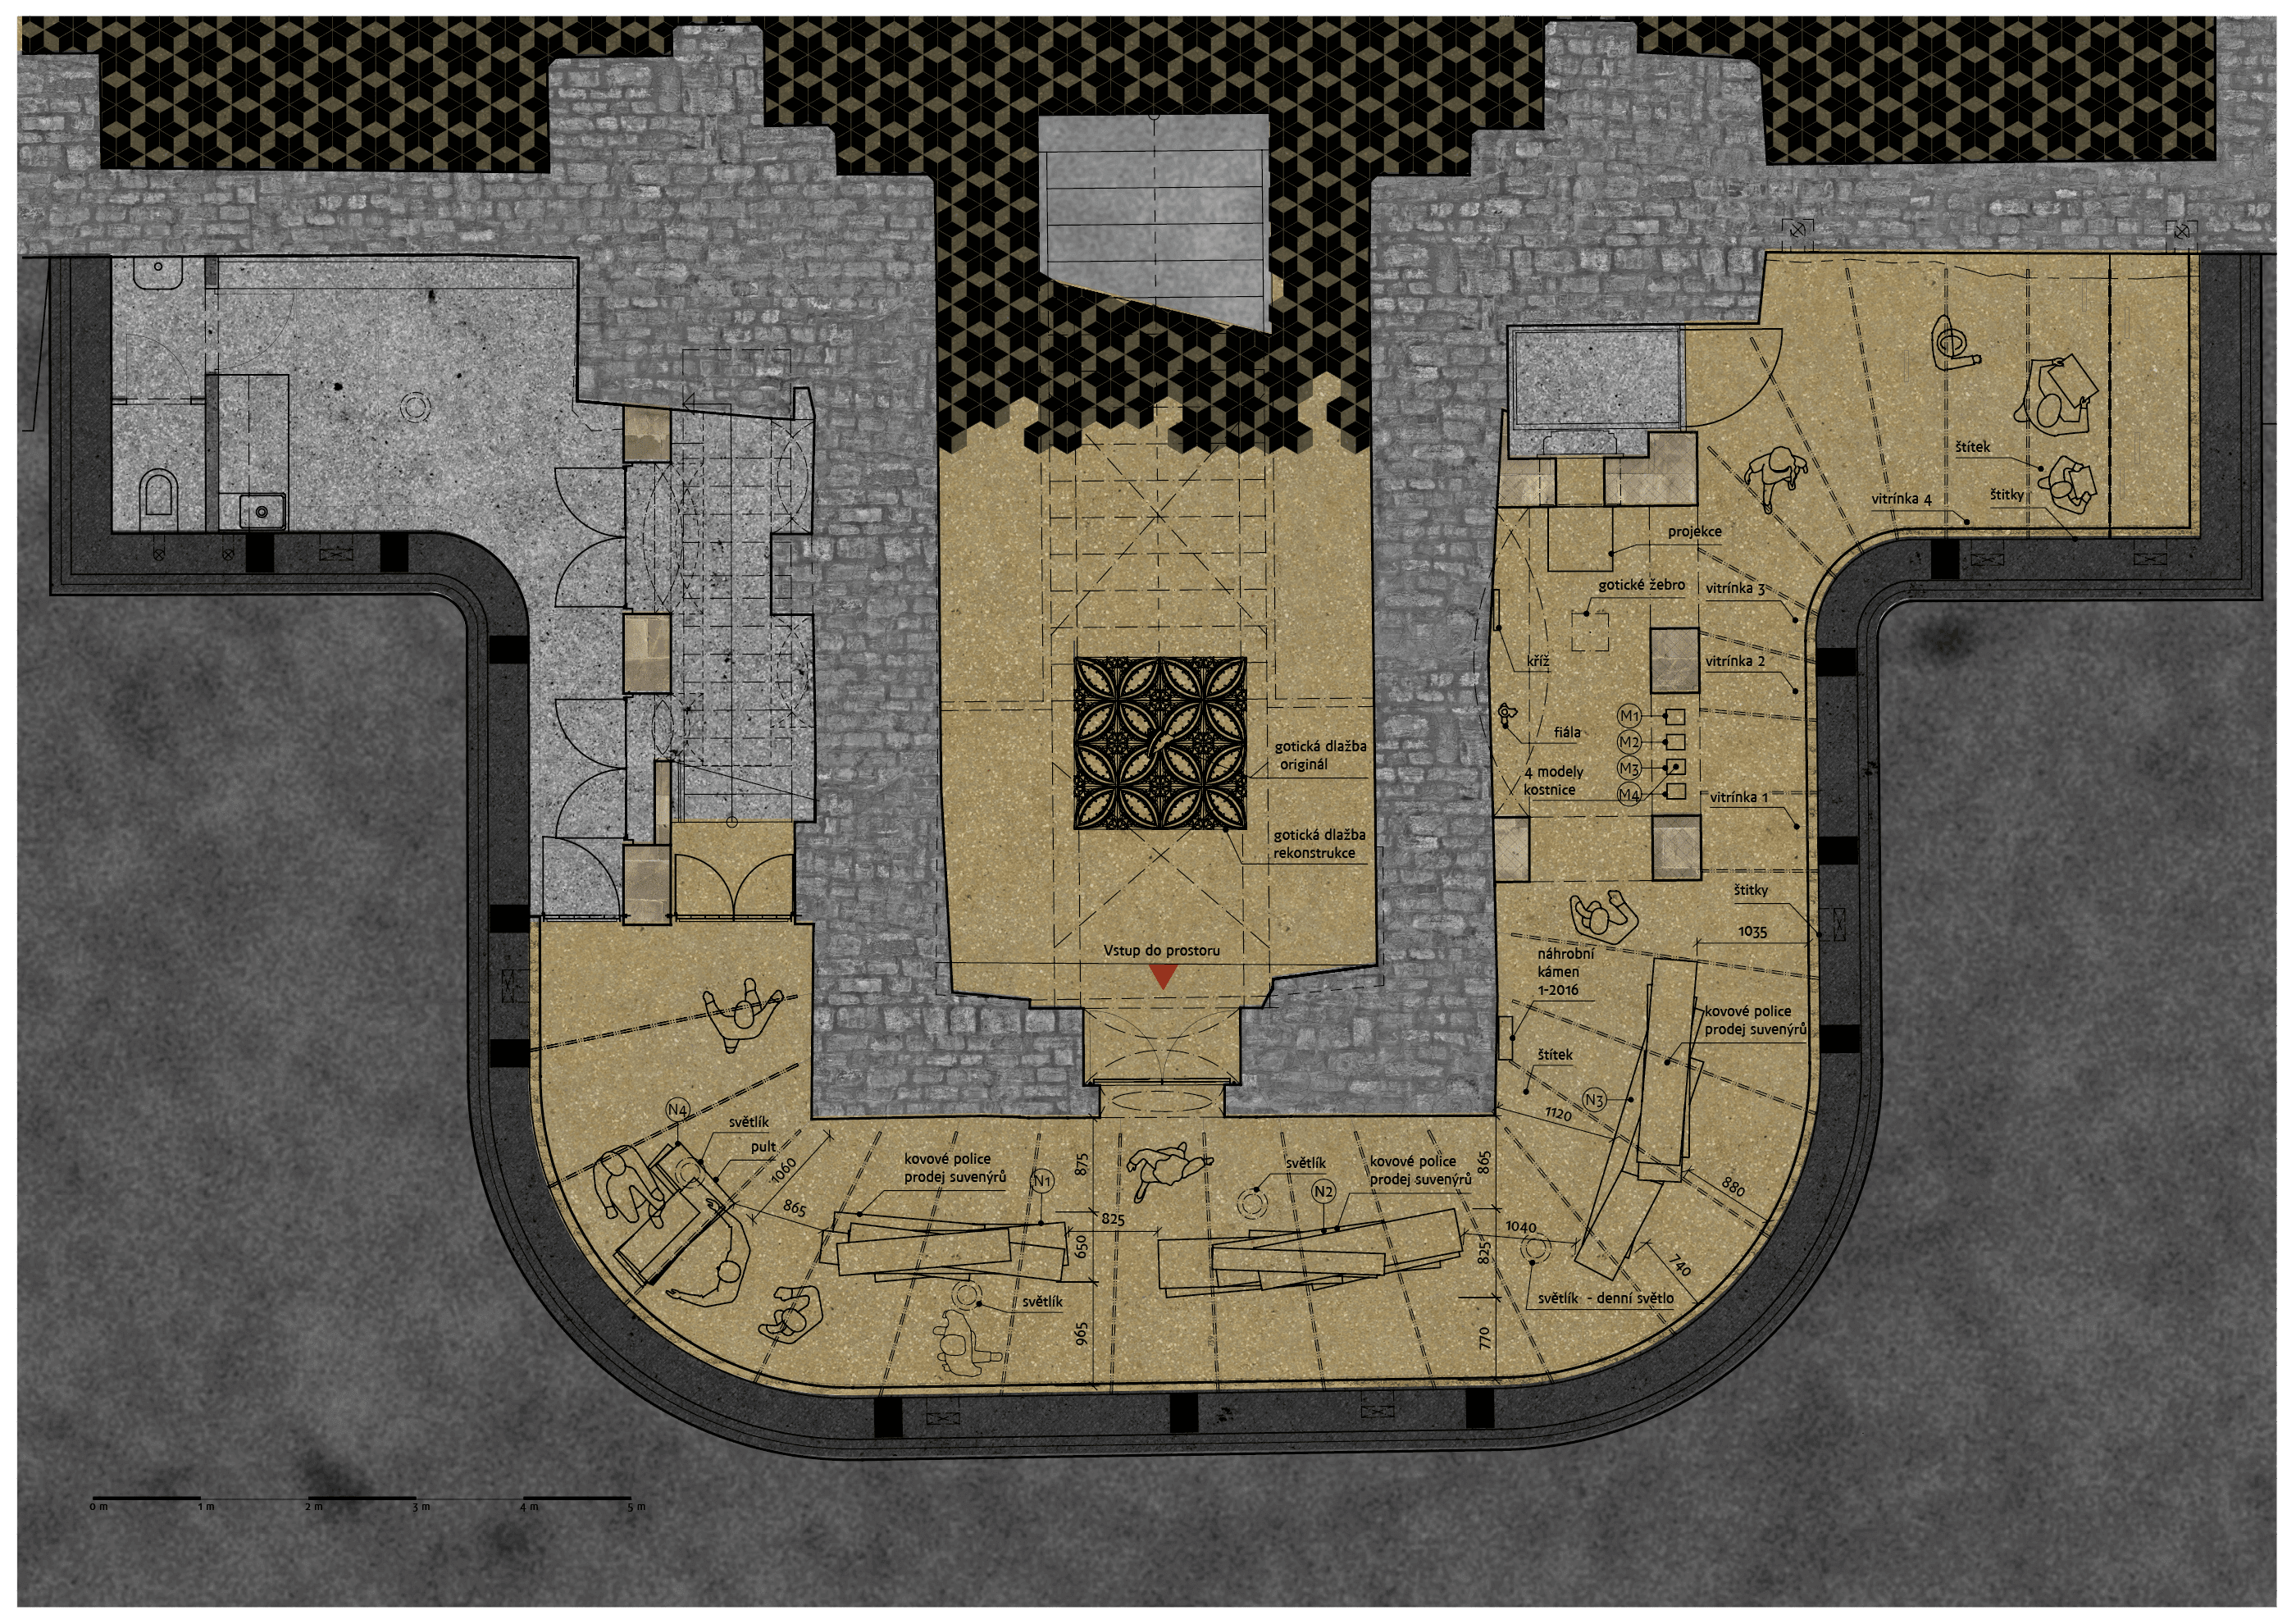 štítek
vitrínka 4
štitky
projekce
gotické žebro
vitrínka 3
kříž
vitrínka 2
M1
fiála
M2
gotická dlažba
originál
M3
4 modely
kostnice
M4
vitrínka 1
gotická dlažba
rekonstrukce
štitky
1035
Vstup do prostoru
náhrobní
kámen
1-2016
kovové police
prodej suvenýrů
štítek
N3
1120
N4
světlík
pult
1060
865
kovové police
prodej suvenýrů
N1
875
825
650
světlík
965
světlík
kovové police
prodej suvenýrů
N2
865
1040
825
880
740
světlík - denní světlo
770
0 m
1 m
2 m
3 m
4 m
5 m